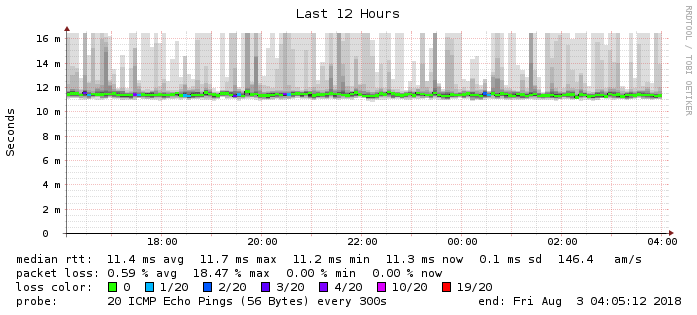 Last 12 Hours
RRDTOOL / TOBI OETIKER
Seconds
16 m
14 m
12 m
10 m
8 m
6 m
4 m
2 m
0
18:00 20:00 22:00 00:00 02:00 04:00
median rtt: 11.4 ms avg 11.7 ms max 11.2 ms min 11.3 ms now 0.1 ms sd 146.4 am/s
packet loss: 0.59 % avg 18.47 % max 0.00 % min 0.00 % now
loss color: 0 1/20 2/20 3/20 4/20 10/20 19/20
probe: 20 ICMP Echo Pings (56 Bytes) every 300s end: Fri Aug 3 04:05:12 2018